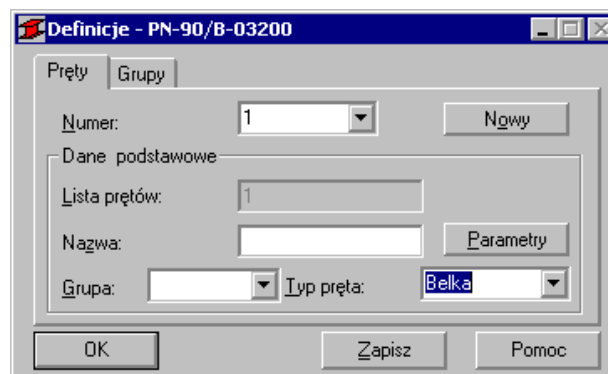 Definicje - PN-90/B-03200
Pręty Grupy
Numer: 1 Nowy
Dane podstawowe
Lista prętów: 1
Nazwa: Parametry
Grupa: Typ pręta: Belka
OK Zapisz Pomoc